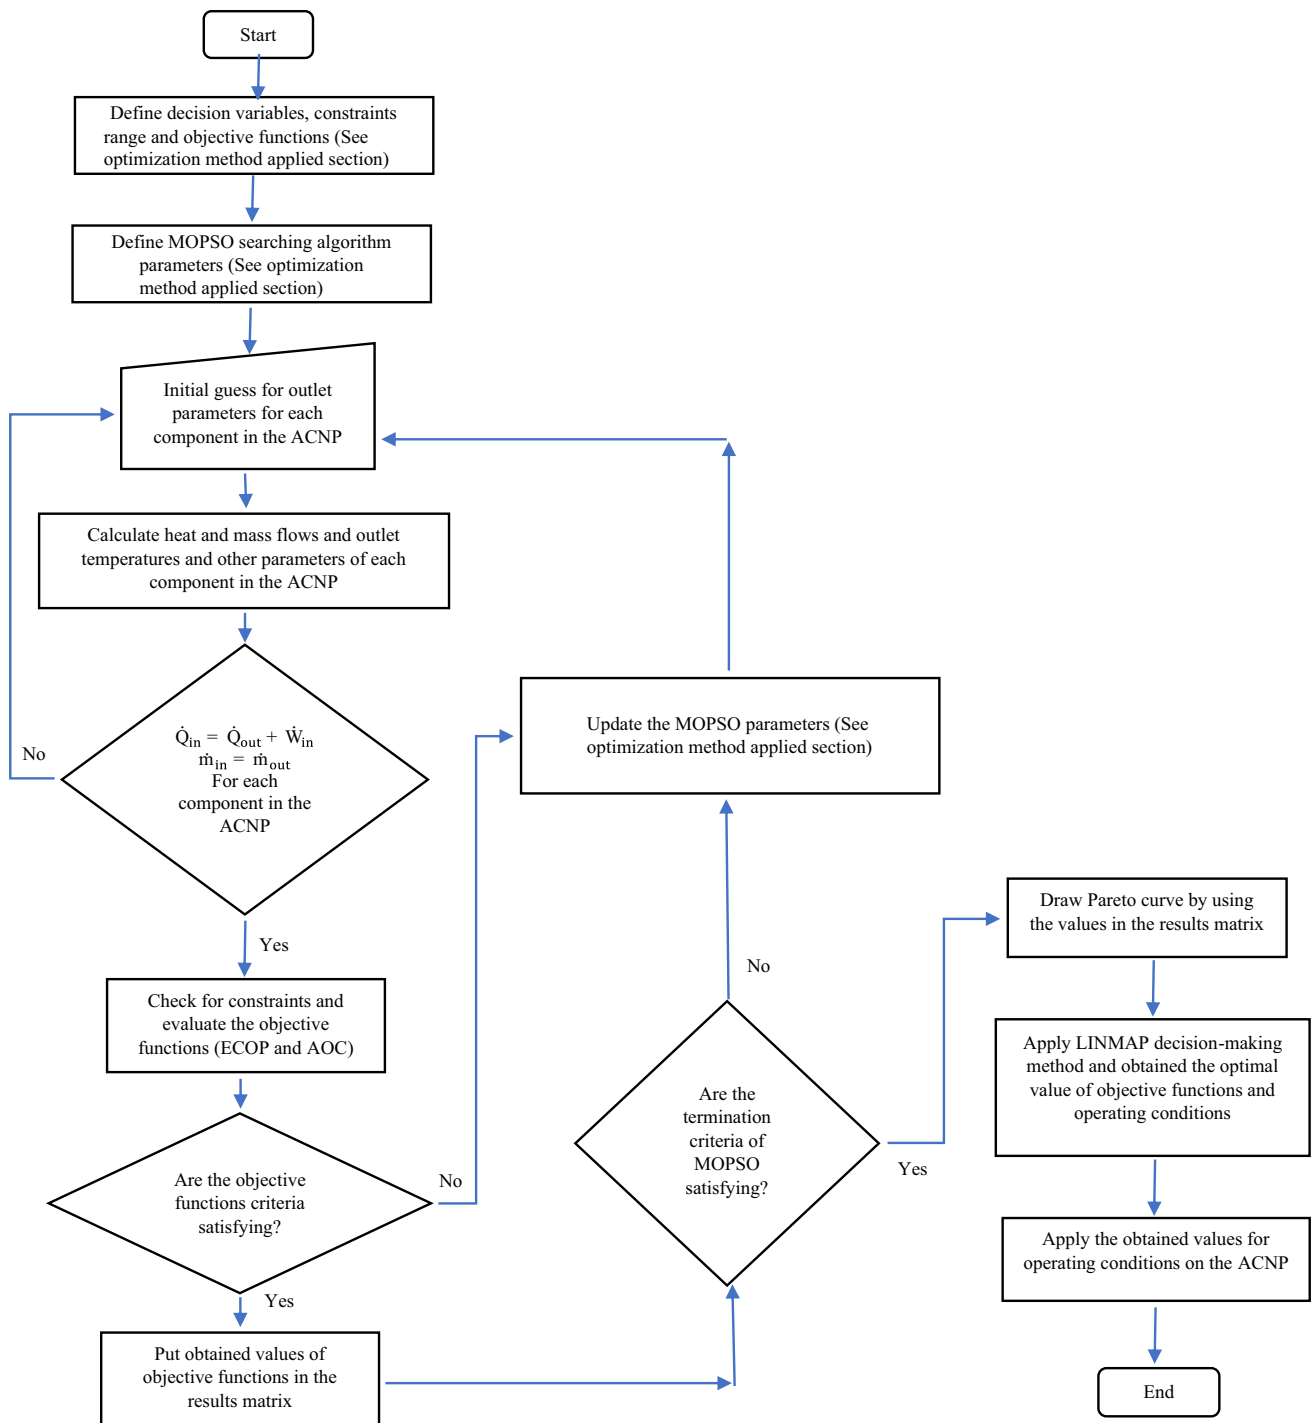 Start
Define decision variables, constraints
range and objective functions (See
optimization method applied section)
Define MOPSO searching algorithm
parameters (See optimization
method applied section)
Initial guess for outlet
parameters for each
component in the ACNP
Calculate heat and mass flows and outlet
temperatures and other parameters of each
component in the ACNP
Q̇in = Q̇out + Ẇin
ṁin = ṁout
For each
component in the
ACNP
No
Yes
Check for constraints and
evaluate the objective
functions (ECOP and AOC)
Are the objective
functions criteria
satisfying?
No
Yes
Put obtained values of
objective functions in the
results matrix
Update the MOPSO parameters (See
optimization method applied section)
No
Are the
termination
criteria of
MOPSO
satisfying?
Yes
Draw Pareto curve by using
the values in the results matrix
Apply LINMAP decision-making
method and obtained the optimal
value of objective functions and
operating conditions
Apply the obtained values for
operating conditions on the ACNP
End